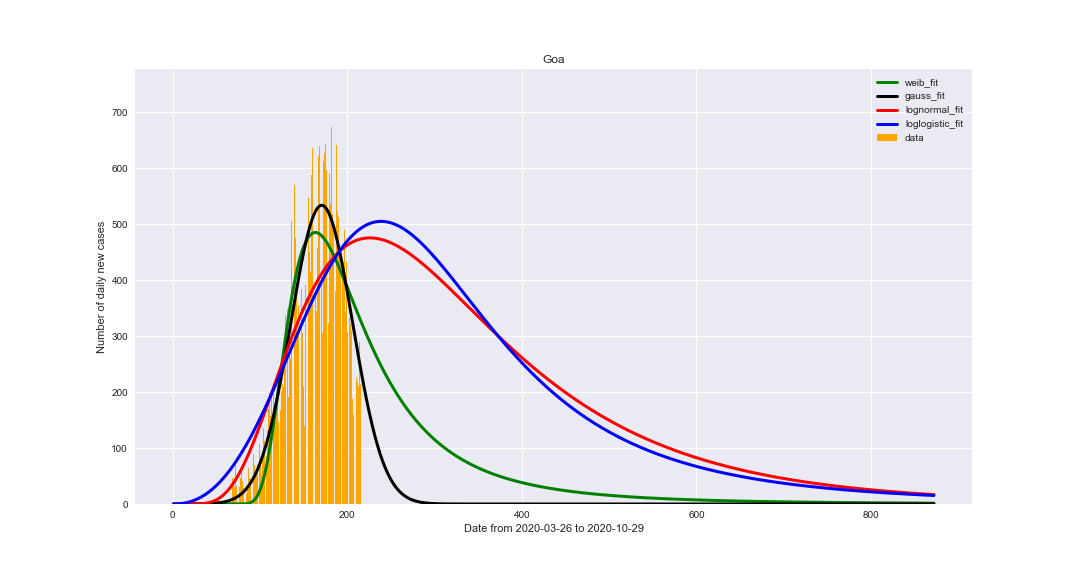 Goa
700
600
500
400
300
200
100
0
Number of daily new cases
weib_fit
gauss_fit
lognormal_fit
loglogistic_fit
data
0 200 400 600 800
Date from 2020-03-26 to 2020-10-29